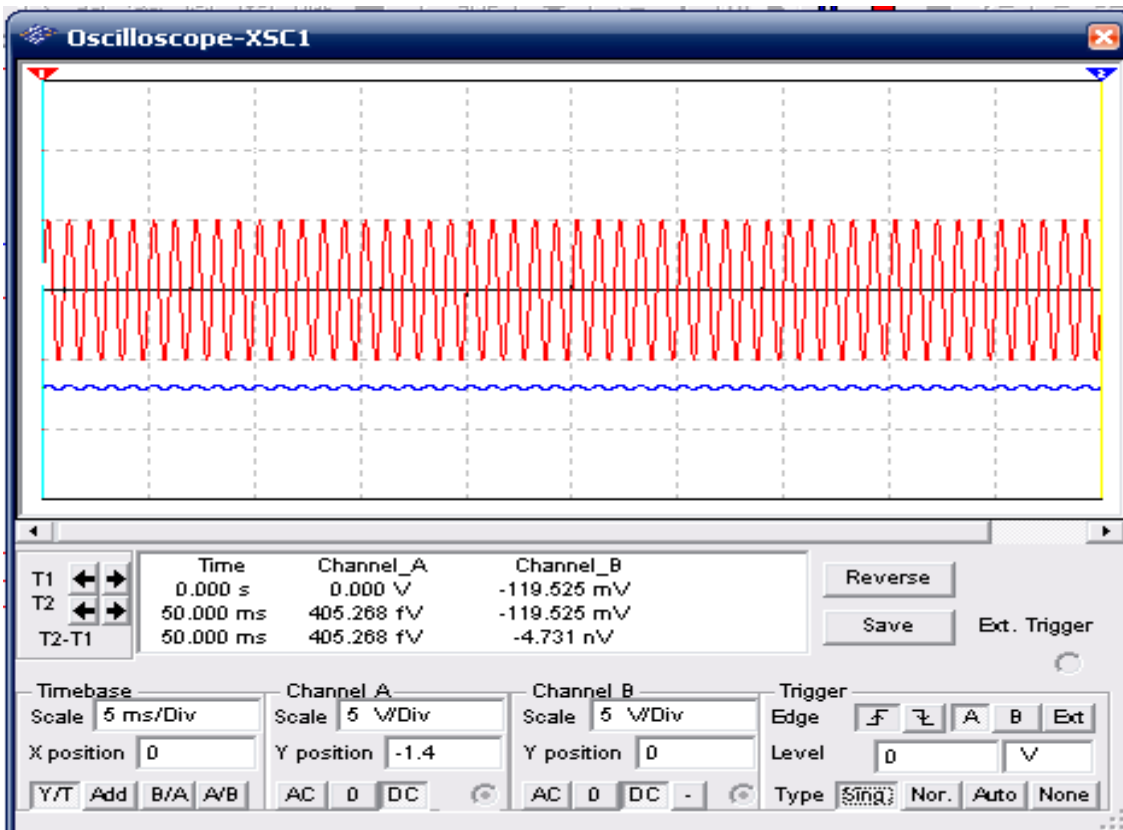 Oscilloscope-XSC1
1 2
Time Channel_A Channel_B
T1 0.000 s 0.000 V -119.525 mV
T2 50.000 ms 405.268 fV -119.525 mV
T2-T1 50.000 ms 405.268 fV -4.731 nV
Reverse
Save
Ext. Trigger
Timebase
Scale 5 ms/Div
X position 0
Y/T Add B/A A/B
Channel A
Scale 5 V/Div
Y position -1.4
AC 0 DC
Channel B
Scale 5 V/Div
Y position 0
AC 0 DC -
Trigger
Edge A B Ext
Level 0 V
Type Sing. Nor. Auto None